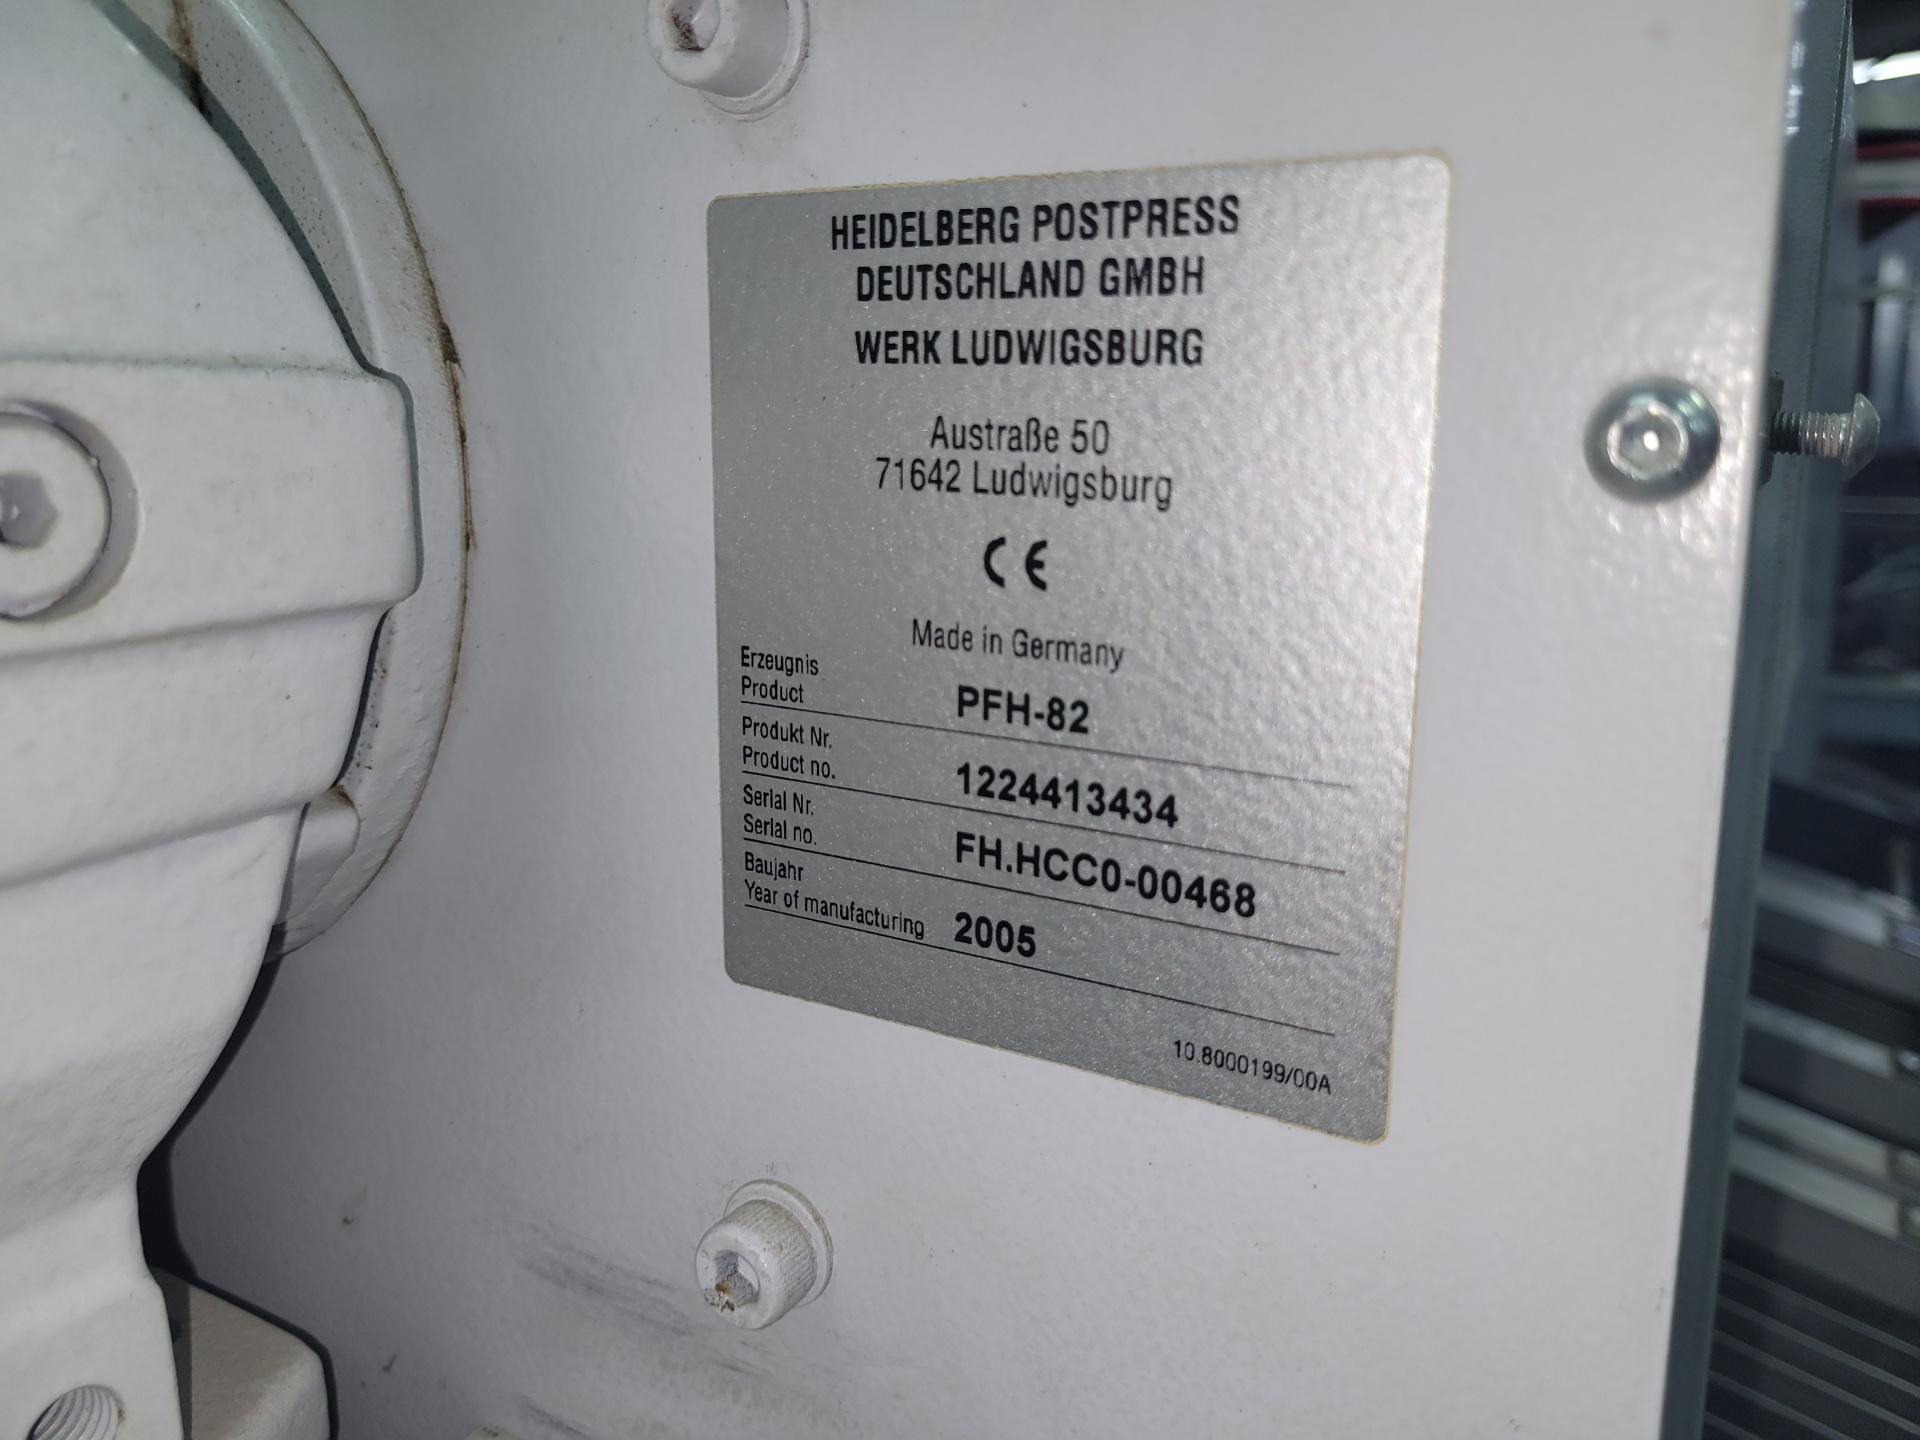 HEIDELBERG POSTPRESS
DEUTSCHLAND GMBH
WERK LUDWIGSBURG
Austraße 50
71642 Ludwigsburg
CE
Made in Germany
Erzeugnis
Product PFH-82
Produkt Nr.
Product no. 1224413434
Serial Nr.
Serial no. FH.HCC0-00468
Baujahr
Year of manufacturing 2005
10.8000199/00A